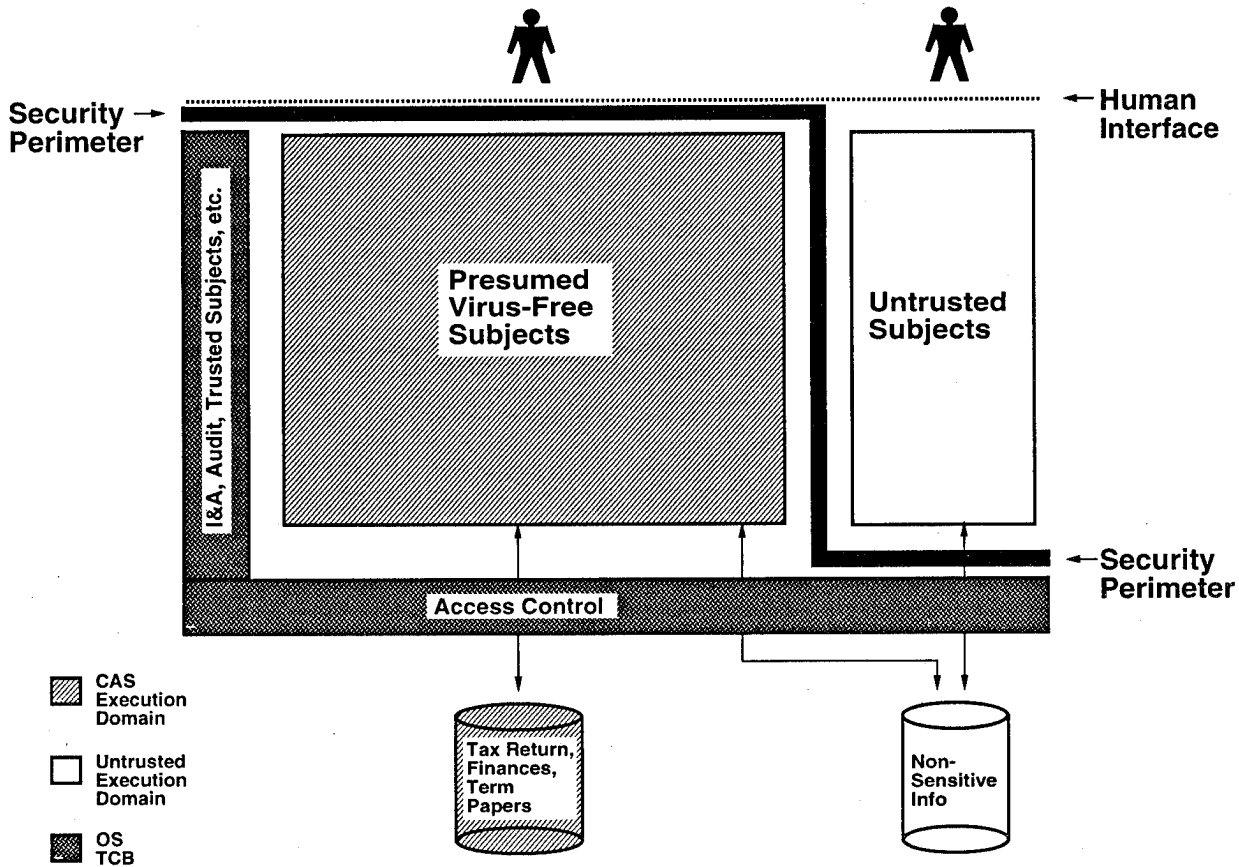 Security
Perimeter
Human
Interface
I&A, Audit, Trusted Subjects, etc.
Presumed
Virus-Free
Subjects
Untrusted
Subjects
Security
Perimeter
Access Control
CAS
Execution
Domain
Untrusted
Execution
Domain
OS
TCB
Tax Return,
Finances,
Term
Papers
Non-
Sensitive
Info